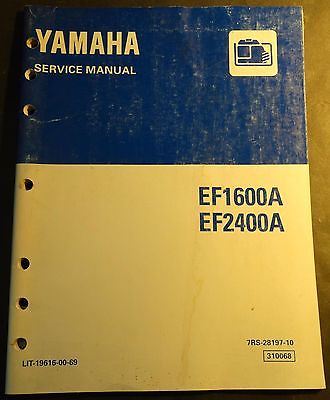 YAMAHA
SERVICE MANUAL
EF1600A
EF2400A
7RS-28197-10
310068
LIT-19616-00-69